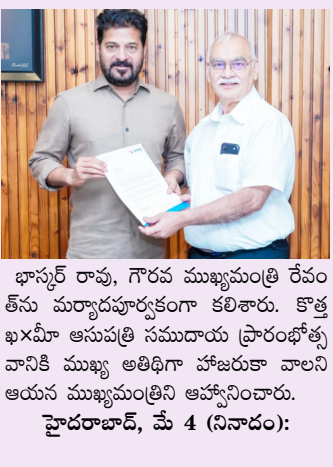 భాస్కర్ రావు, గౌరవ ముఖ్యమంత్రి రేవం
త్‌ను మర్యాదపూర్వకంగా కలిశారు. కొత్త
ఖ×మీ ఆసుపత్రి సముదాయ ప్రారంభోత్స
వానికి ముఖ్య అతిథిగా హాజరుకా వాలని
ఆయన ముఖ్యమంత్రిని ఆహ్వానించారు.
హైదరాబాద్, మే 4 (నినాదం):